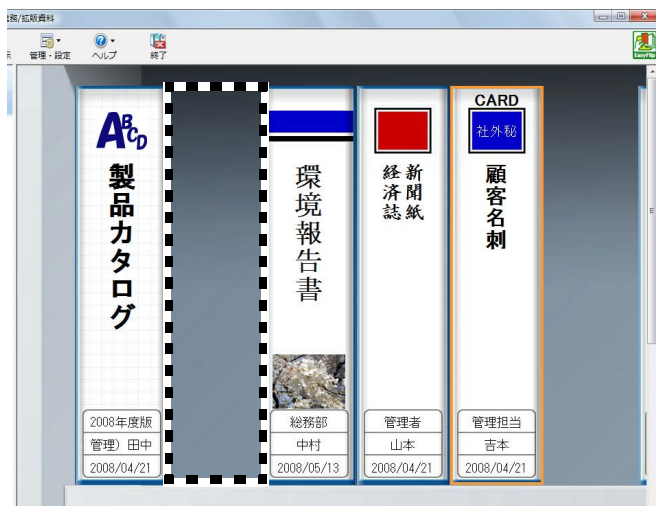 総務/拡販資料
管理・設定
ヘルプ
終了
EasyFlip
ABCD
製品カタログ
2008年度版
管理）田中
2008/04/21
環境報告書
総務部
中村
2008/05/13
新聞紙
経済誌
管理者
山本
2008/04/21
CARD
社外秘
顧客名刺
管理担当
吉本
2008/04/21